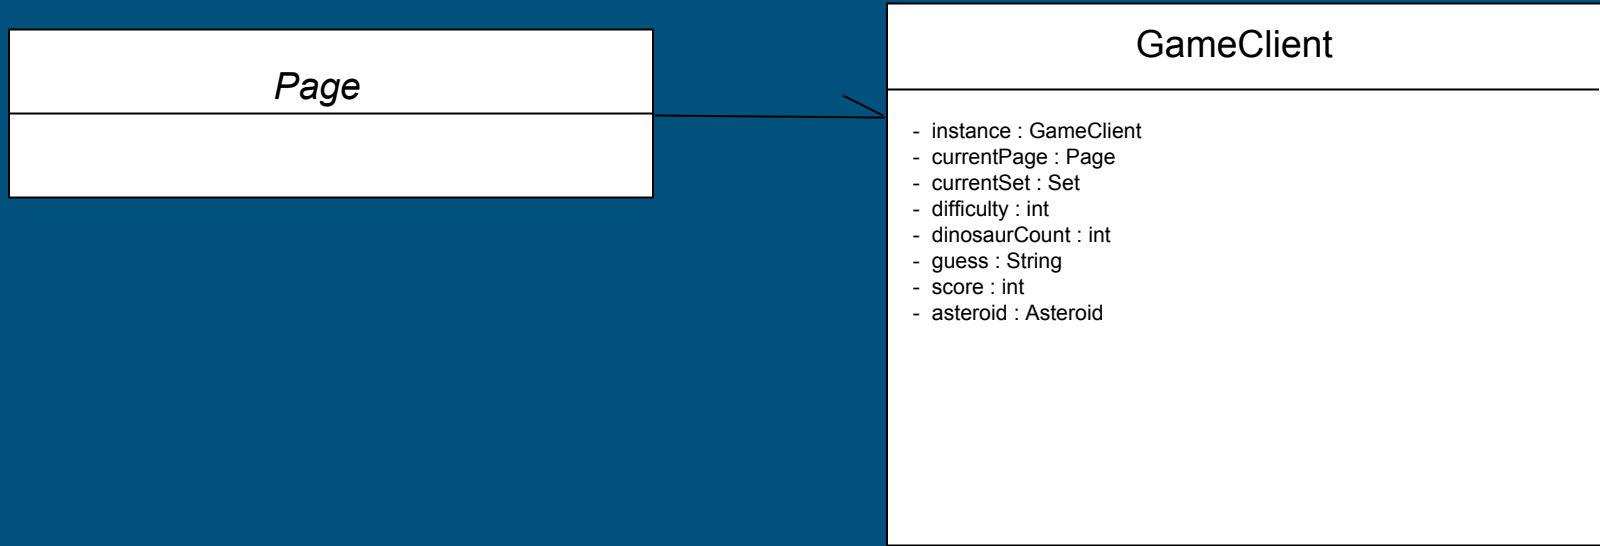 Page
GameClient
- instance : GameClient
- currentPage : Page
- currentSet : Set
- difficulty : int
- dinosaurCount : int
- guess : String
- score : int
- asteroid : Asteroid